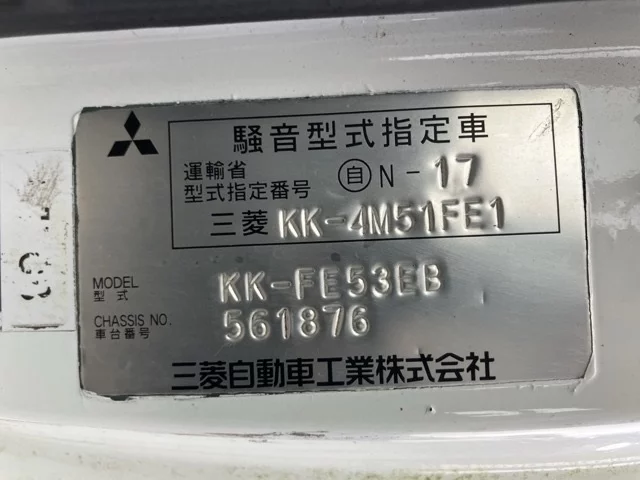 騒音型式指定車
運輸省
型式指定番号 自 N - 17
三菱 KK-4M51FE1
MODEL
型式 KK-FE53EB
CHASSIS NO.
車台番号 561876
三菱自動車工業株式会社